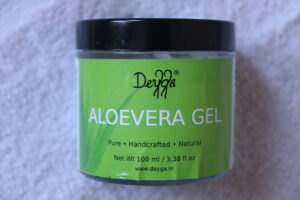 Deyga®
ALOEVERA GEL
Pure • Handcrafted • Natural
Net Wt 100 ml / 3.38 fl oz
www.deyga.in